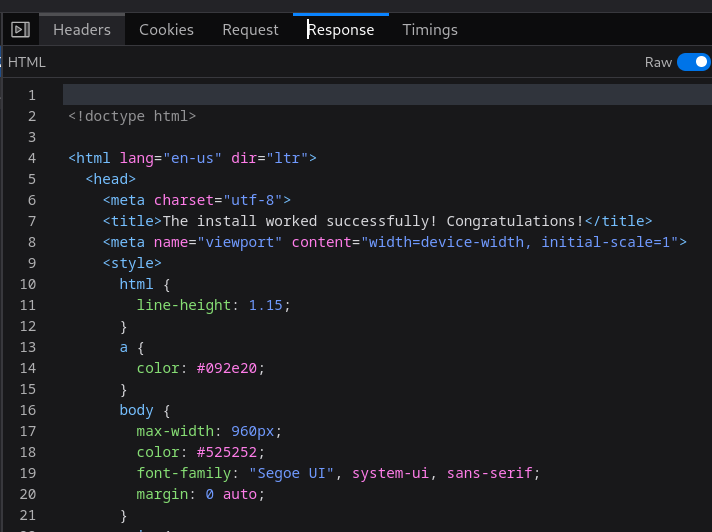 Headers Cookies Request Response Timings
HTML Raw
1
2 <!doctype html>
3
4 <html lang="en-us" dir="ltr">
5 <head>
6 <meta charset="utf-8">
7 <title>The install worked successfully! Congratulations!</title>
8 <meta name="viewport" content="width=device-width, initial-scale=1">
9 <style>
10 html {
11 line-height: 1.15;
12 }
13 a {
14 color: #092e20;
15 }
16 body {
17 max-width: 960px;
18 color: #525252;
19 font-family: "Segoe UI", system-ui, sans-serif;
20 margin: 0 auto;
21 }